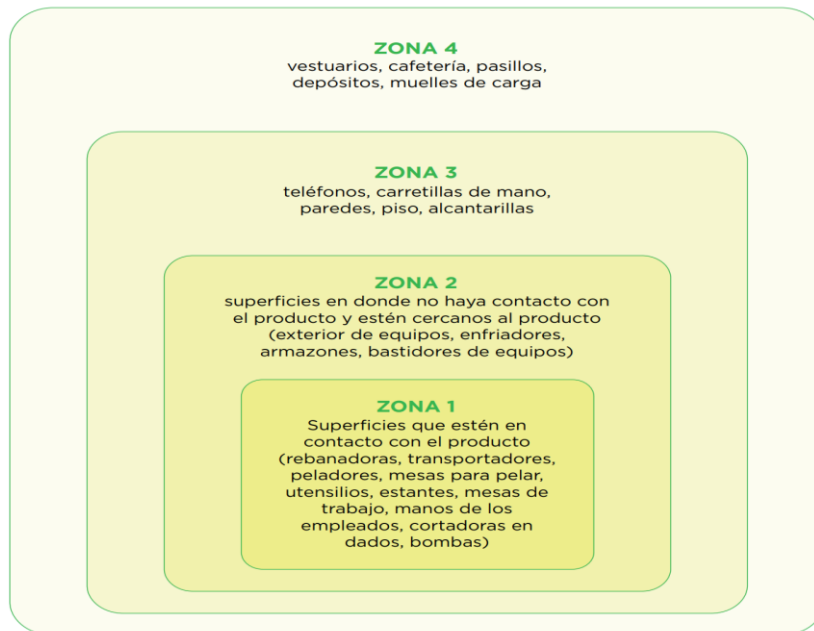 ZONA 4
vestuarios, cafetería, pasillos,
depósitos, muelles de carga
ZONA 3
teléfonos, carretillas de mano,
paredes, piso, alcantarillas
ZONA 2
superficies en donde no haya contacto con
el producto y estén cercanos al producto
(exterior de equipos, enfriadores,
armazones, bastidores de equipos)
ZONA 1
Superficies que estén en
contacto con el producto
(rebanadoras, transportadores,
peladores, mesas para pelar,
utensilios, estantes, mesas de
trabajo, manos de los
empleados, cortadoras en
dados, bombas)